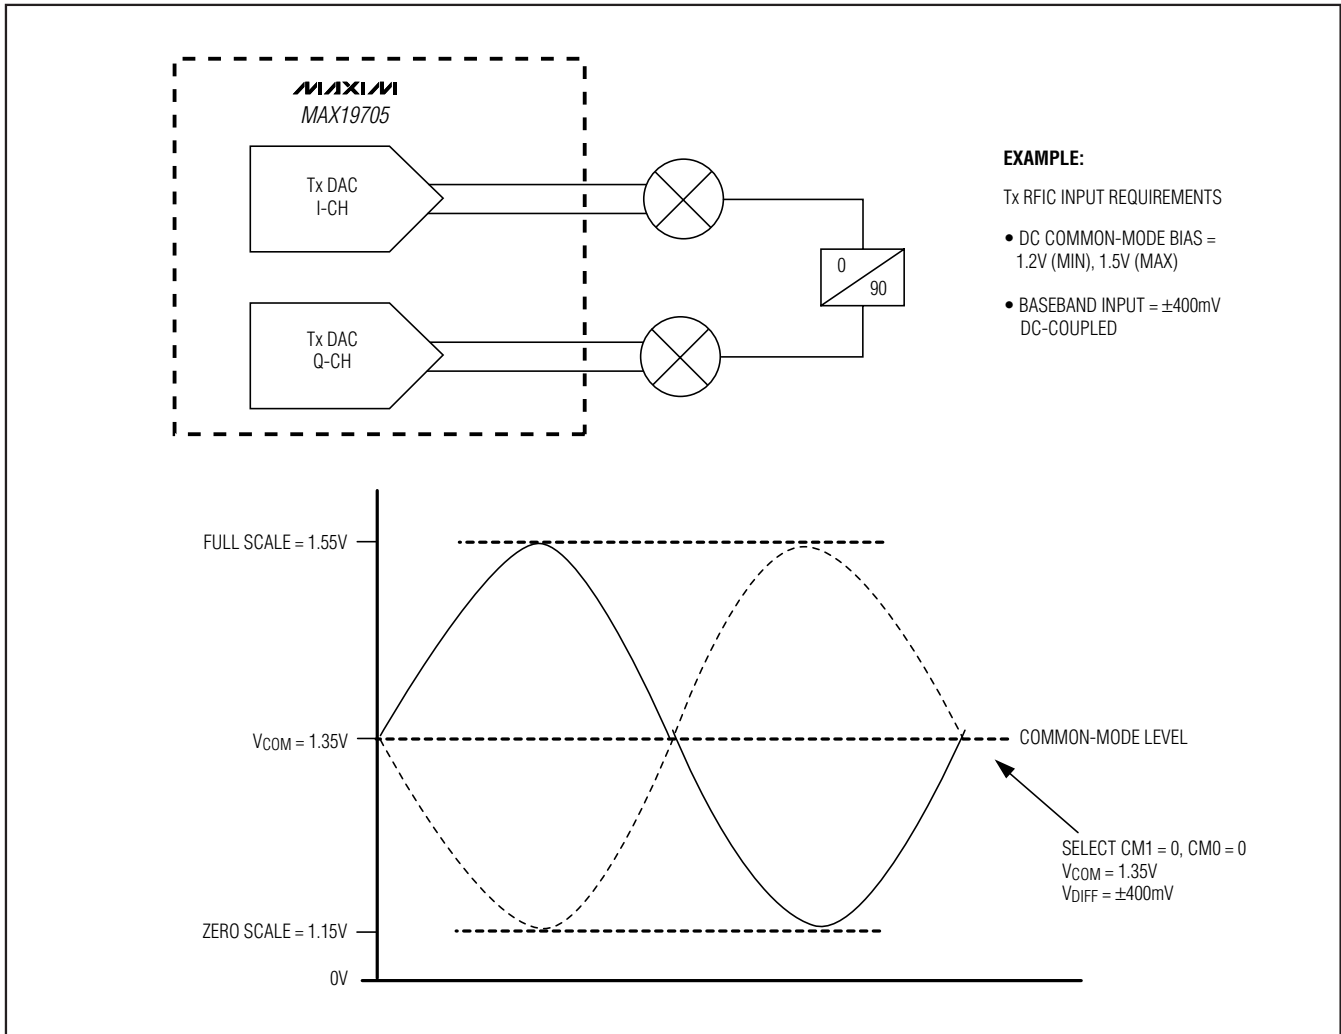 MAXIM
MAX19705
Tx DAC
I-CH
Tx DAC
Q-CH
0
90
EXAMPLE:
Tx RFIC INPUT REQUIREMENTS
• DC COMMON-MODE BIAS =
1.2V (MIN), 1.5V (MAX)
• BASEBAND INPUT = ±400mV
DC-COUPLED
FULL SCALE = 1.55V
VCOM = 1.35V
COMMON-MODE LEVEL
SELECT CM1 = 0, CM0 = 0
VCOM = 1.35V
VDIFF = ±400mV
ZERO SCALE = 1.15V
0V